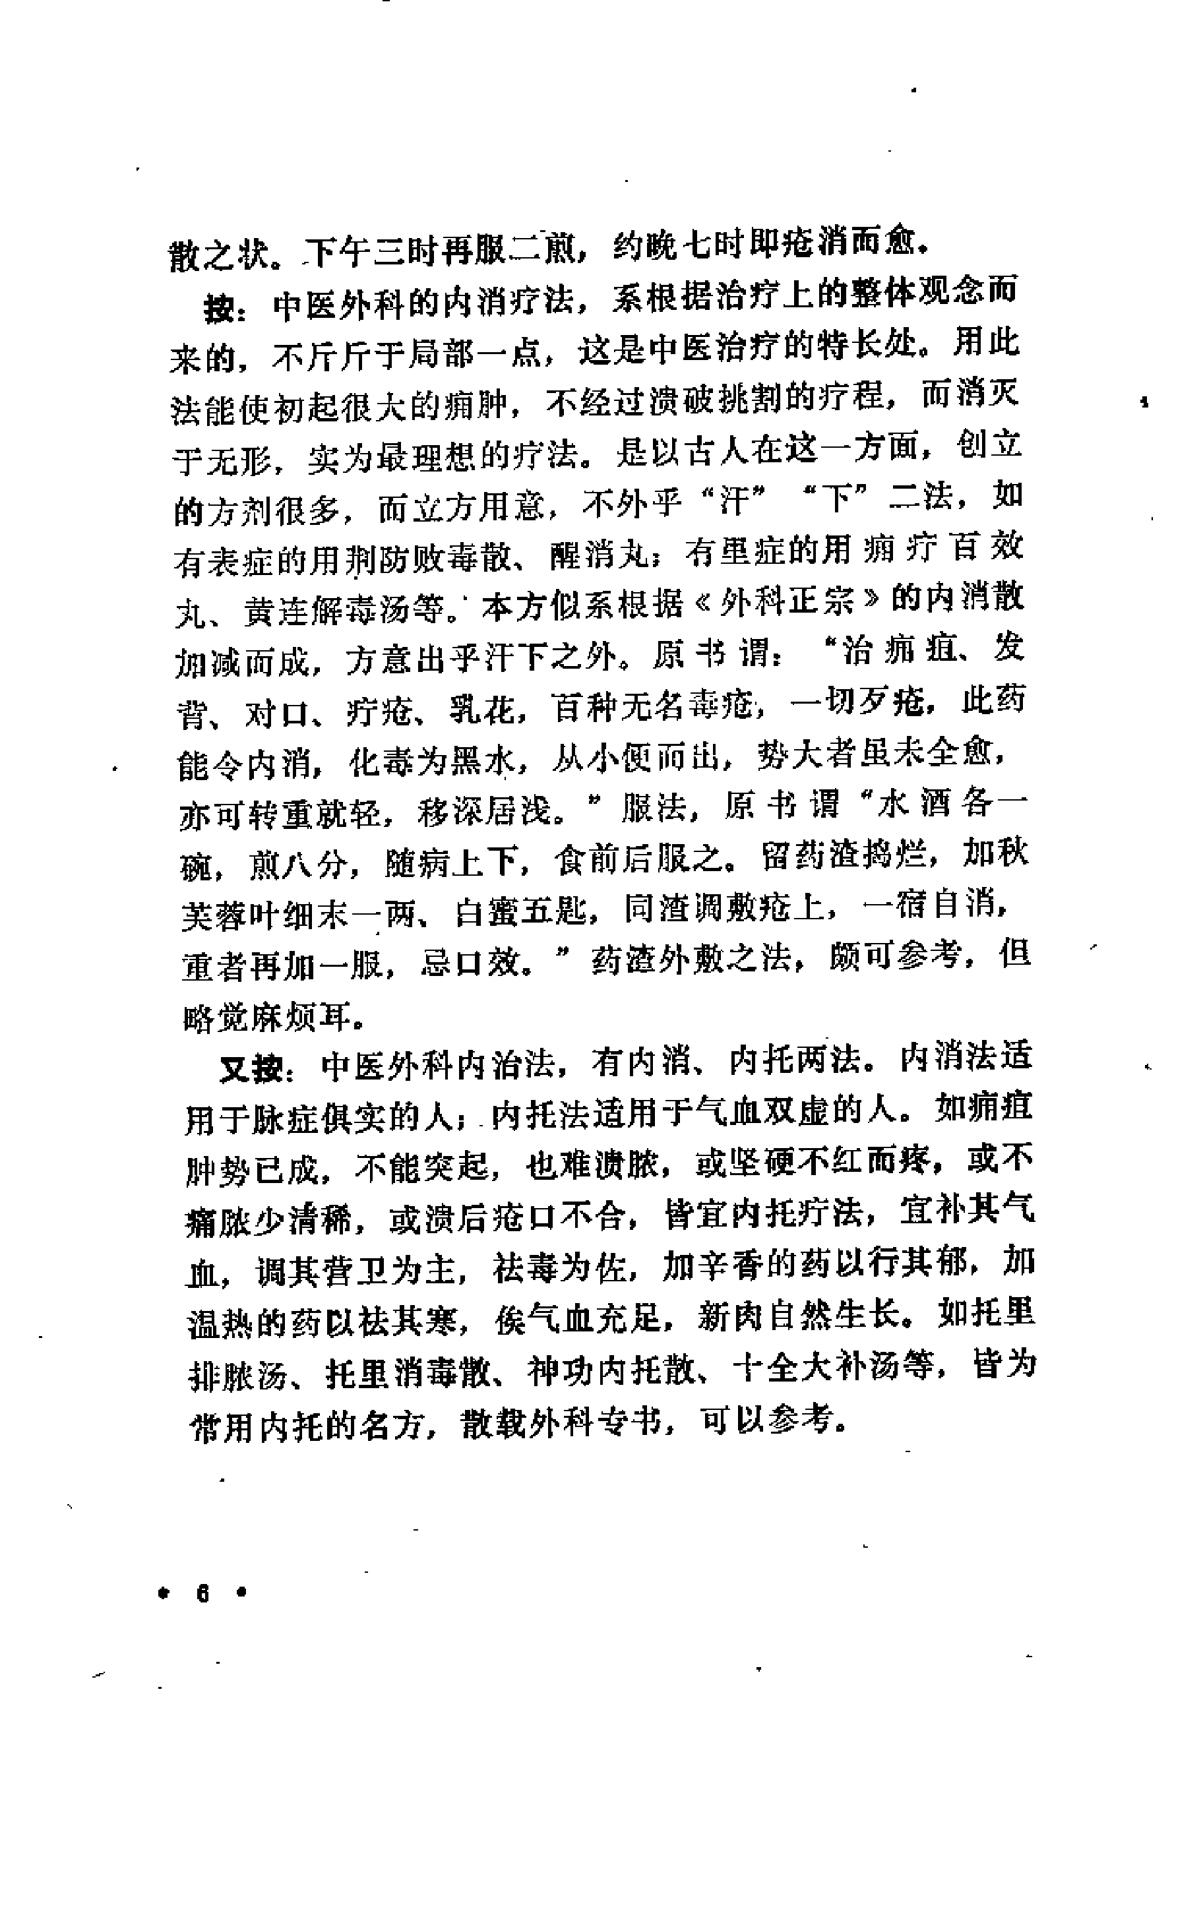 散之状。下午三时再服二煎，约晚七时即疮消而愈。
按：中医外科的内消疗法，系根据治疗上的整体观念而
来的，不斤斤于局部一点，这是中医治疗的特长处。用此
法能使初起很大的痈肿，不经过溃破挑割的疗程，而消灭
于无形，实为最理想的疗法。是以古人在这一方面，创立
的方剂很多，而立方用意，不外乎“汗”“下”二法，如
有表症的用荆防败毒散、醒消丸；有里症的用痈疗百效
丸、黄连解毒汤等。本方似系根据《外科正宗》的内消散
加减而成，方意出乎汗下之外。原书谓：“治痈疽、发
背、对口、疔疮、乳花，百种无名毒疮，一切歹疮，此药
能令内消，化毒为黑水，从小便而出，势大者虽未全愈，
亦可转重就轻，移深居浅。”服法，原书谓“水酒各一
碗，煎八分，随病上下，食前后服之。留药渣捣烂，加秋
芙蓉叶细末一两、白蜜五匙，同渣调敷疮上，一宿自消，
重者再加一服，忌口效。”药渣外敷之法，颇可参考，但
略觉麻烦耳。
又按：中医外科内治法，有内消、内托两法。内消法适
用于脉症俱实的人；内托法适用于气血双虚的人。如痈疽
肿势已成，不能突起，也难溃脓，或坚硬不红而疼，或不
痛脓少清稀，或溃后疮口不合，皆宜内托疗法，宜补其气
血，调其营卫为主，祛毒为佐，加辛香的药以行其郁，加
温热的药以祛其寒，俟气血充足，新肉自然生长。如托里
排脓汤、托里消毒散、神功内托散、十全大补汤等，皆为
常用内托的名方，散载外科专书，可以参考。
• 6 •